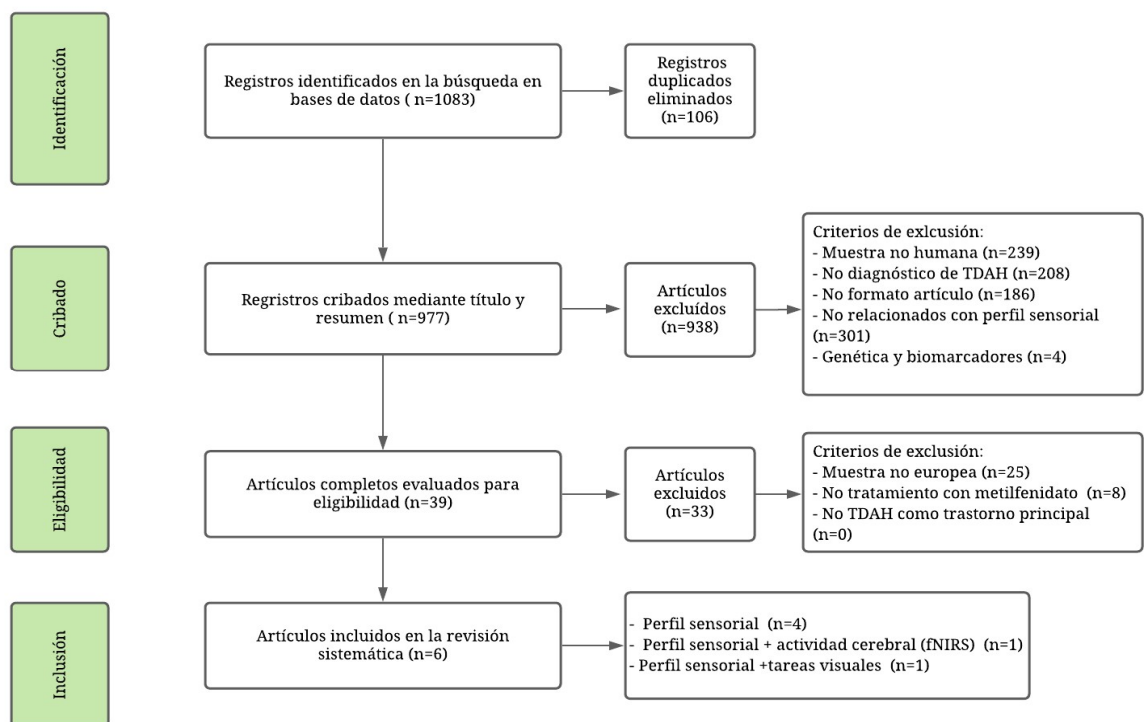 Identificación
Registros identificados en la búsqueda en
bases de datos ( n=1083)
Registros
duplicados
eliminados
(n=106)
Cribado
Regristros cribados mediante título y
resumen ( n=977)
Artículos
excluídos
(n=938)
Criterios de exlcusión:
- Muestra no humana (n=239)
- No diagnóstico de TDAH (n=208)
- No formato artículo (n=186)
- No relacionados con perfil sensorial
(n=301)
- Genética y biomarcadores (n=4)
Eligibilidad
Artículos completos evaluados para
eligibilidad (n=39)
Artículos
excluidos
(n=33)
Criterios de exclusión:
- Muestra no europea (n=25)
- No tratamiento con metilfenidato  (n=8)
- No TDAH como trastorno principal
(n=0)
Inclusión
Artículos incluidos en la revisión
sistemática (n=6)
-  Perfil sensorial  (n=4)
-  Perfil sensorial + actividad cerebral (fNIRS)  (n=1)
- Perfil sensorial +tareas visuales  (n=1)